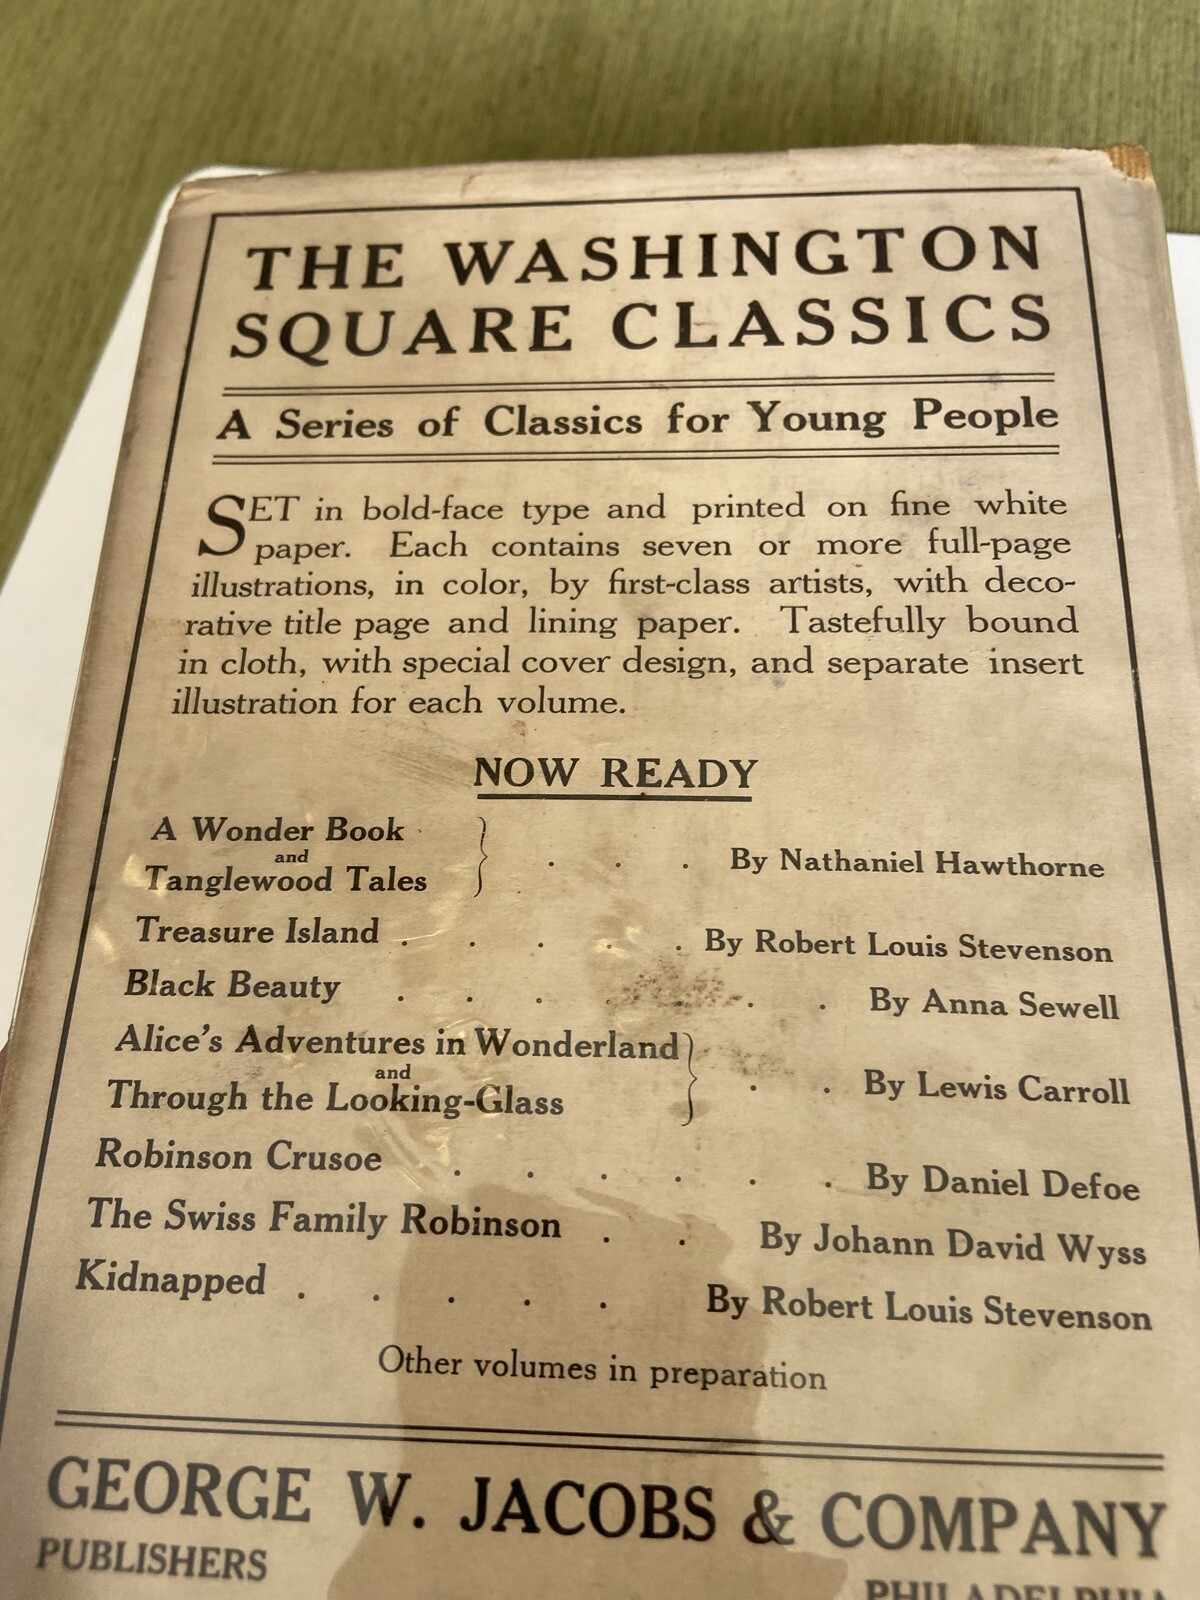 THE WASHINGTON
SQUARE CLASSICS
A Series of Classics for Young People
SET in bold-face type and printed on fine white
paper. Each contains seven or more full-page
illustrations, in color, by first-class artists, with deco-
rative title page and lining paper. Tastefully bound
in cloth, with special cover design, and separate insert
illustration for each volume.
NOW READY
A Wonder Book
and
Tanglewood Tales } . . . By Nathaniel Hawthorne
Treasure Island . . . . . By Robert Louis Stevenson
Black Beauty . . . . . . By Anna Sewell
Alice's Adventures in Wonderland
and
Through the Looking-Glass } . . By Lewis Carroll
Robinson Crusoe . . . . . . By Daniel Defoe
The Swiss Family Robinson . . By Johann David Wyss
Kidnapped . . . . . By Robert Louis Stevenson
Other volumes in preparation
GEORGE W. JACOBS & COMPANY
PUBLISHERS PHILADELPHIA